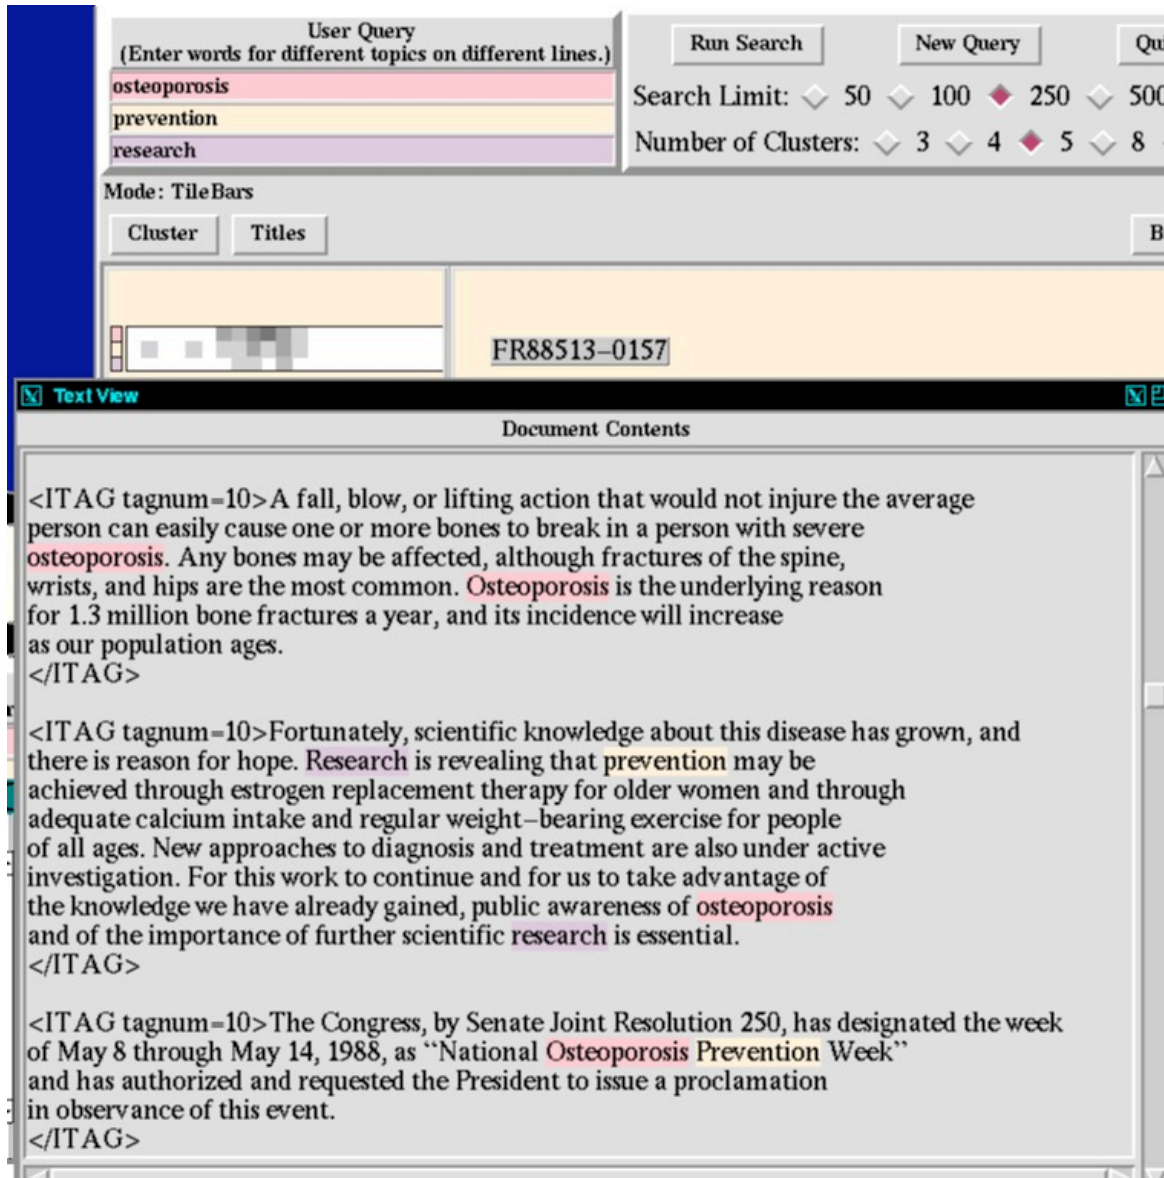 User Query
(Enter words for different topics on different lines.)
osteoporosis
prevention
research
Run Search New Query
Search Limit: 50 100 250 500
Number of Clusters: 3 4 5 8
Mode: TileBars
Cluster Titles
FR88513-0157
Text View
Document Contents
<ITAG tagnum=10>A fall, blow, or lifting action that would not injure the average
person can easily cause one or more bones to break in a person with severe
osteoporosis. Any bones may be affected, although fractures of the spine,
wrists, and hips are the most common. Osteoporosis is the underlying reason
for 1.3 million bone fractures a year, and its incidence will increase
as our population ages.
</ITAG>
<ITAG tagnum=10>Fortunately, scientific knowledge about this disease has grown, and
there is reason for hope. Research is revealing that prevention may be
achieved through estrogen replacement therapy for older women and through
adequate calcium intake and regular weight-bearing exercise for people
of all ages. New approaches to diagnosis and treatment are also under active
investigation. For this work to continue and for us to take advantage of
the knowledge we have already gained, public awareness of osteoporosis
and of the importance of further scientific research is essential.
</ITAG>
<ITAG tagnum=10>The Congress, by Senate Joint Resolution 250, has designated the week
of May 8 through May 14, 1988, as “National Osteoporosis Prevention Week”
and has authorized and requested the President to issue a proclamation
in observance of this event.
</ITAG>